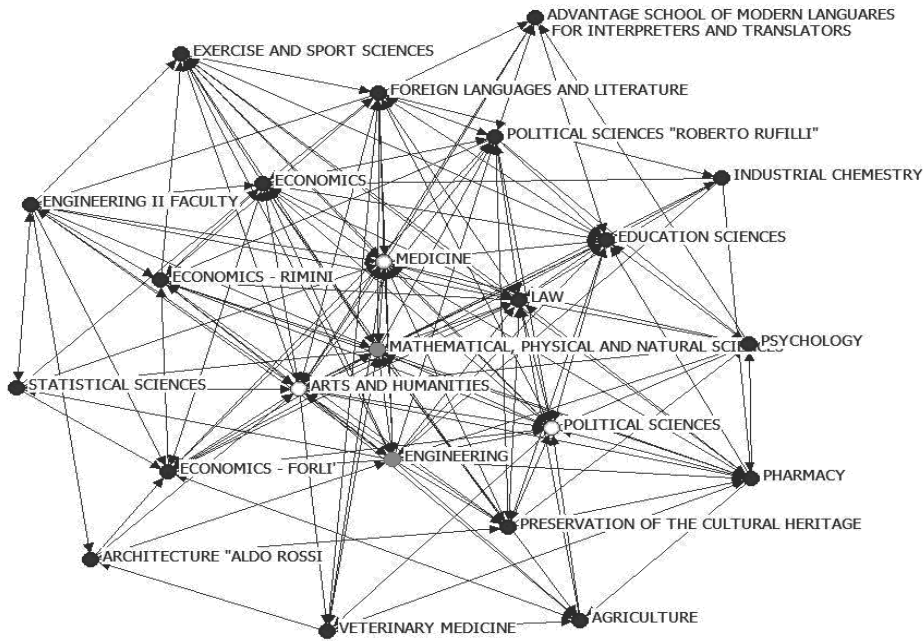 ADVANTAGE SCHOOL OF MODERN LANGUARES
FOR INTERPRETERS AND TRANSLATORS
EXERCISE AND SPORT SCIENCES
FOREIGN LANGUAGES AND LITERATURE
POLITICAL SCIENCES "ROBERTO RUFILLI"
INDUSTRIAL CHEMESTRY
ECONOMICS
ENGINEERING II FACULTY
EDUCATION SCIENCES
MEDICINE
ECONOMICS - RIMINI
LAW
MATHEMATICAL, PHYSICAL AND NATURAL SCIENCES
PSYCHOLOGY
STATISTICAL SCIENCES
ARTS AND HUMANITIES
POLITICAL SCIENCES
ENGINEERING
ECONOMICS - FORLI'
PHARMACY
PRESERVATION OF THE CULTURAL HERITAGE
ARCHITECTURE "ALDO ROSSI
AGRICULTURE
VETERINARY MEDICINE